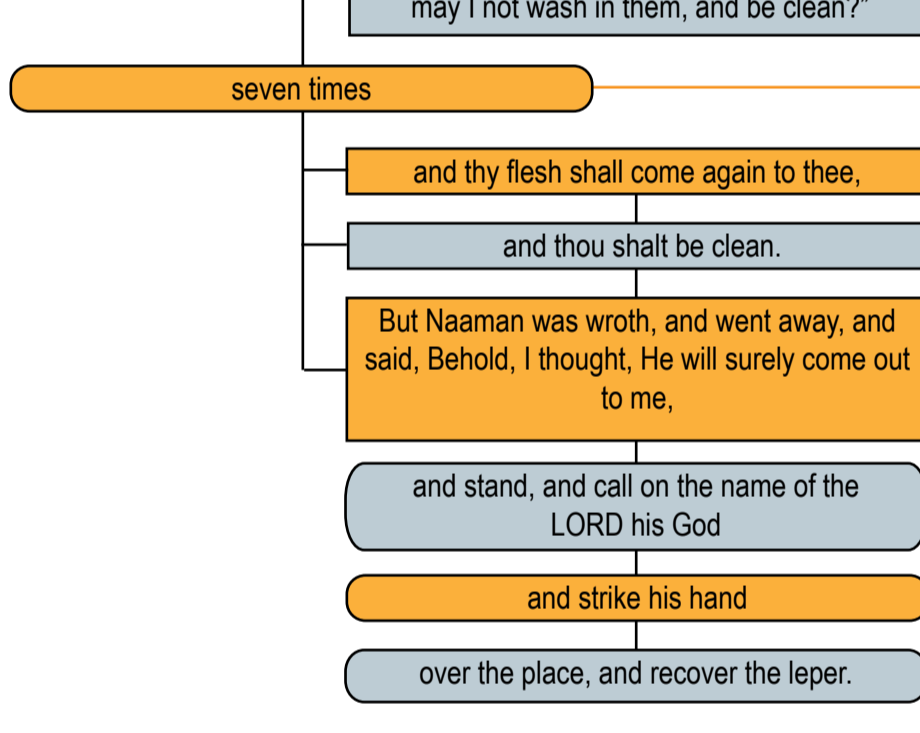 may I not wash in them, and be clean?"
seven times
and thy flesh shall come again to thee,
and thou shalt be clean.
But Naaman was wroth, and went away, and
said, Behold, I thought, He will surely come out
to me,
and stand, and call on the name of the
LORD his God
and strike his hand
over the place, and recover the leper.